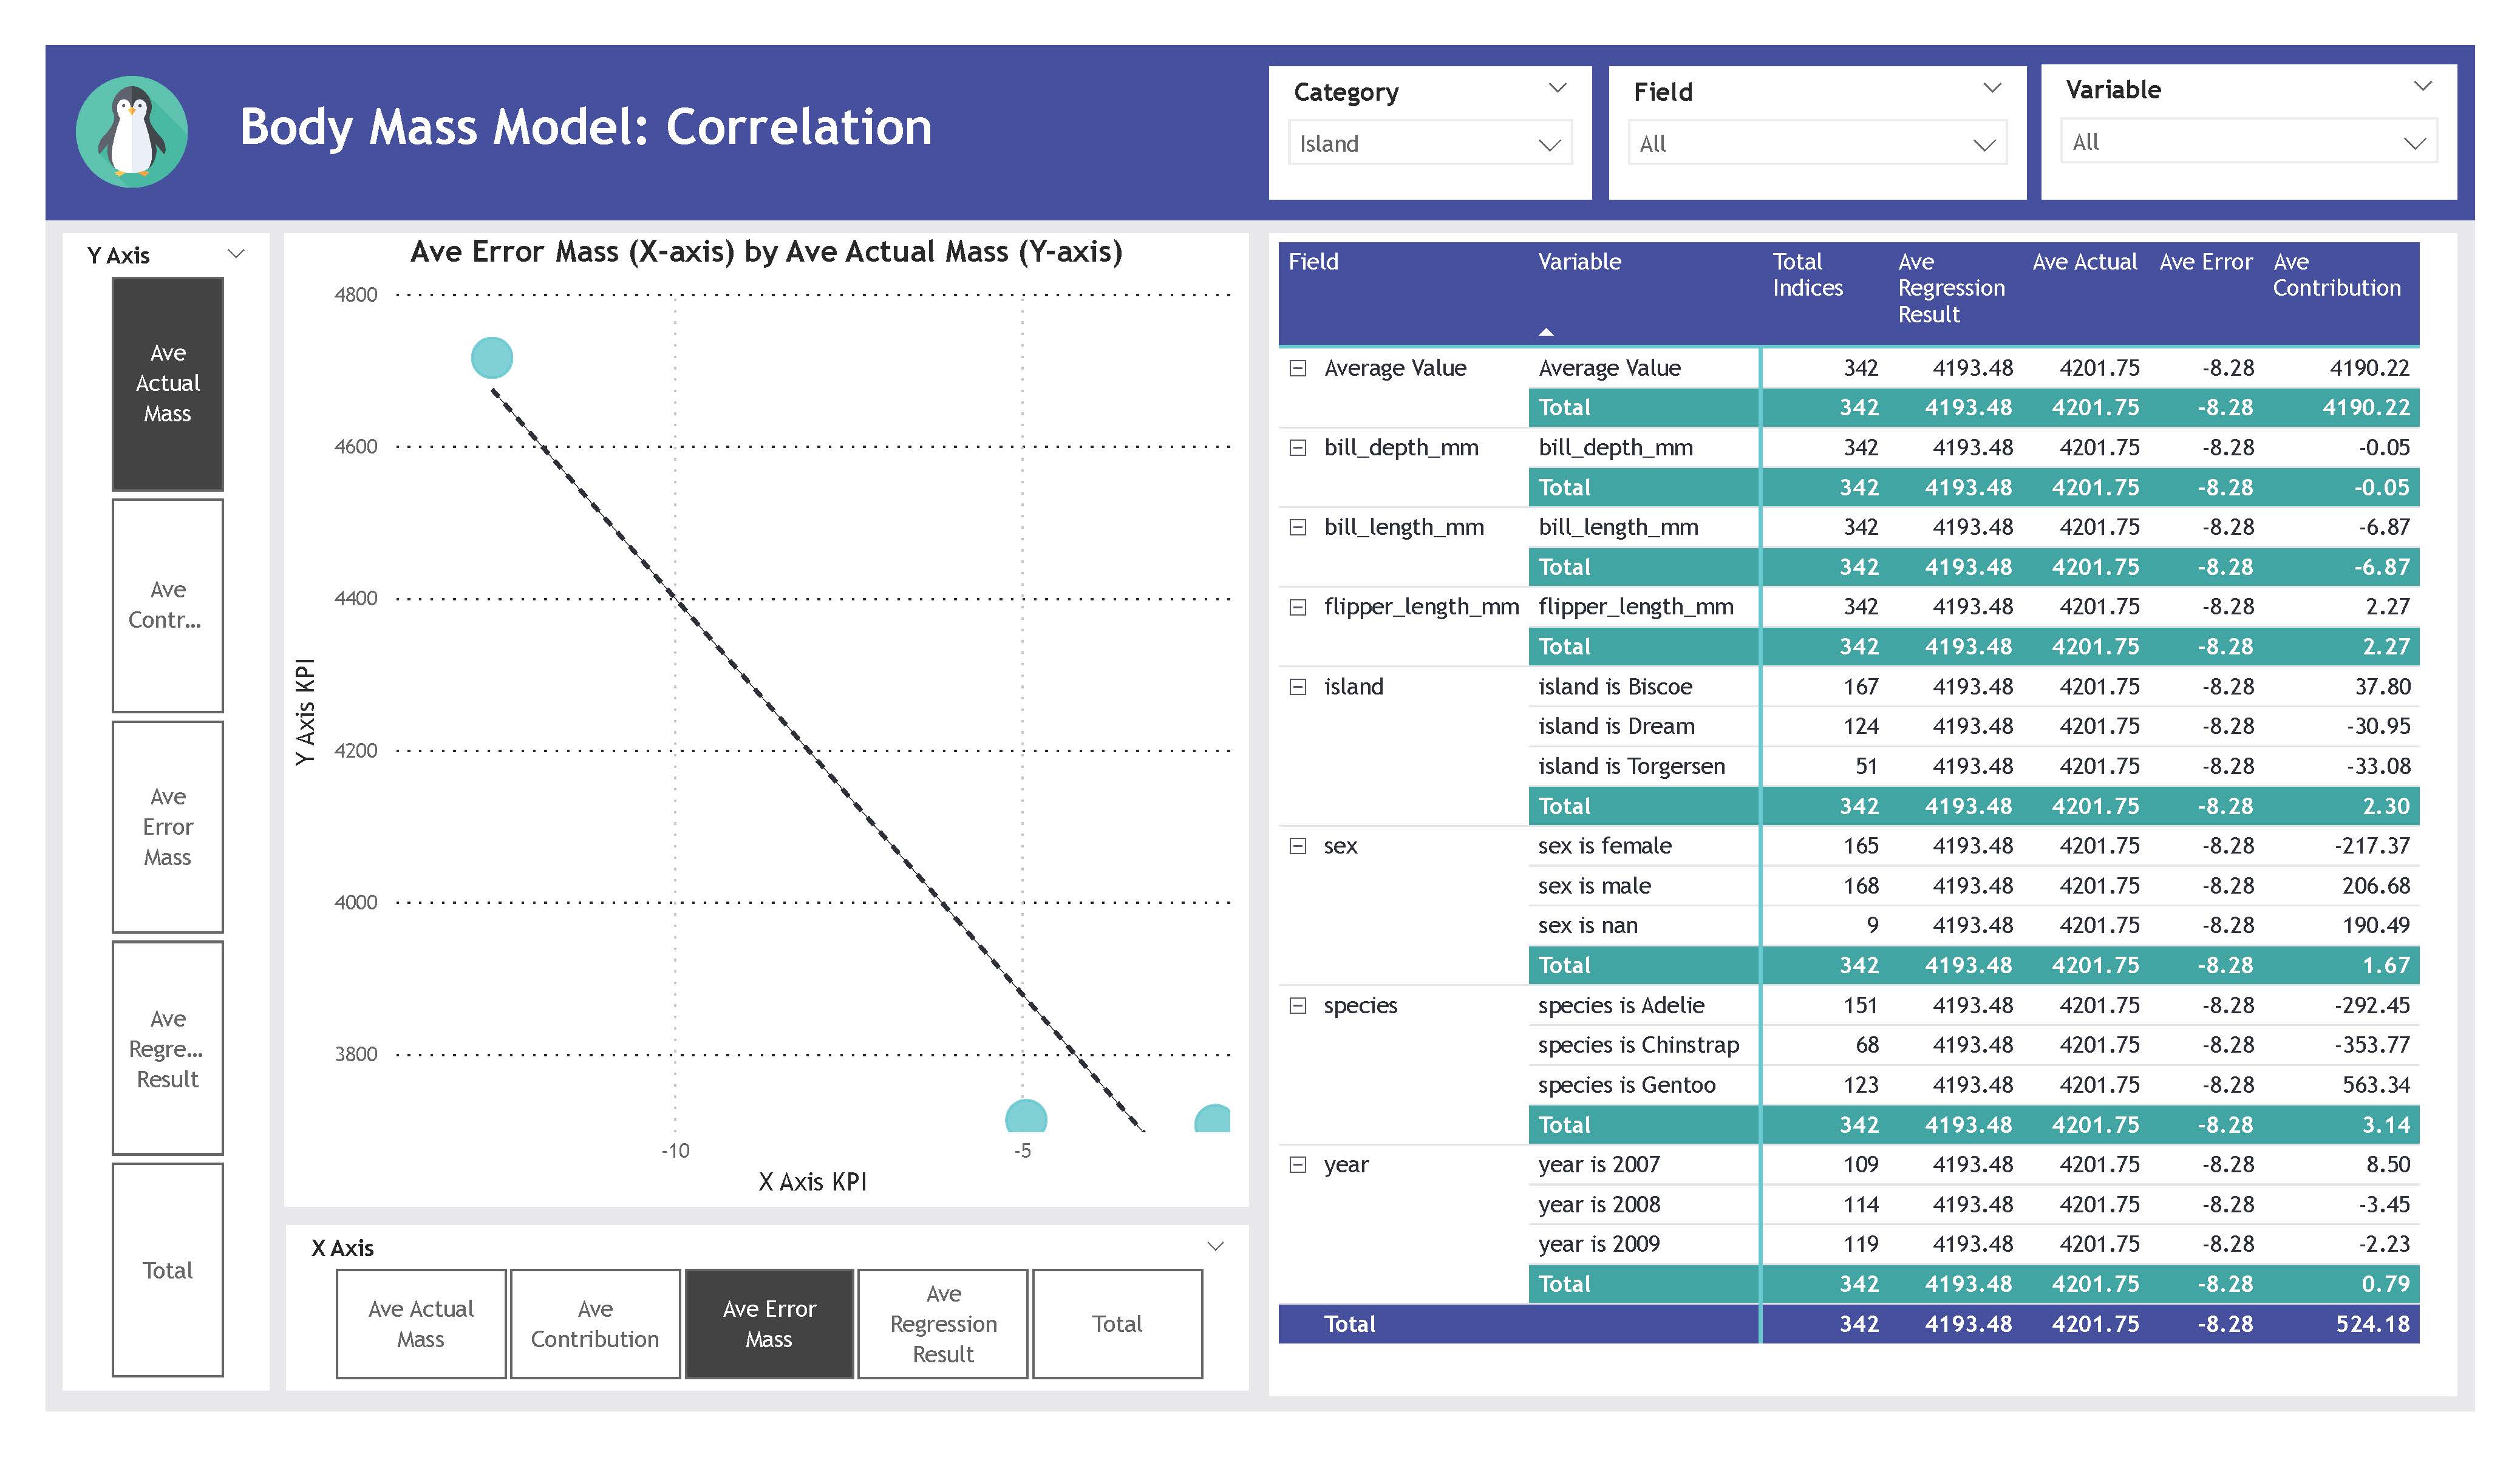 Body Mass Model: Correlation
Category
Island
Field
All
Variable
All
Y Axis
Ave
Actual
Mass
Ave
Contr...
Ave
Error
Mass
Ave
Regre...
Result
Total
Ave Error Mass (X-axis) by Ave Actual Mass (Y-axis)
4800
4600
4400
4200
4000
3800
Y Axis KPI
-10 -5
X Axis KPI
X Axis
Ave Actual
Mass
Ave
Contribution
Ave Error
Mass
Ave
Regression
Result
Total
Field Variable Total Indices Ave Regression Result Ave Actual Ave Error Ave Contribution
Average Value Average Value 342 4193.48 4201.75 -8.28 4190.22
Total 342 4193.48 4201.75 -8.28 4190.22
bill_depth_mm bill_depth_mm 342 4193.48 4201.75 -8.28 -0.05
Total 342 4193.48 4201.75 -8.28 -0.05
bill_length_mm bill_length_mm 342 4193.48 4201.75 -8.28 -6.87
Total 342 4193.48 4201.75 -8.28 -6.87
flipper_length_mm flipper_length_mm 342 4193.48 4201.75 -8.28 2.27
Total 342 4193.48 4201.75 -8.28 2.27
island island is Biscoe 167 4193.48 4201.75 -8.28 37.80
island is Dream 124 4193.48 4201.75 -8.28 -30.95
island is Torgersen 51 4193.48 4201.75 -8.28 -33.08
Total 342 4193.48 4201.75 -8.28 2.30
sex sex is female 165 4193.48 4201.75 -8.28 -217.37
sex is male 168 4193.48 4201.75 -8.28 206.68
sex is nan 9 4193.48 4201.75 -8.28 190.49
Total 342 4193.48 4201.75 -8.28 1.67
species species is Adelie 151 4193.48 4201.75 -8.28 -292.45
species is Chinstrap 68 4193.48 4201.75 -8.28 -353.77
species is Gentoo 123 4193.48 4201.75 -8.28 563.34
Total 342 4193.48 4201.75 -8.28 3.14
year year is 2007 109 4193.48 4201.75 -8.28 8.50
year is 2008 114 4193.48 4201.75 -8.28 -3.45
year is 2009 119 4193.48 4201.75 -8.28 -2.23
Total 342 4193.48 4201.75 -8.28 0.79
Total 342 4193.48 4201.75 -8.28 524.18